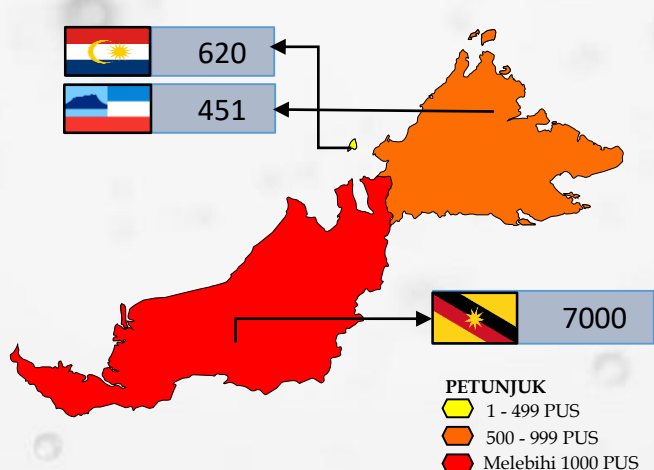 620
451
7000
PETUNJUK
1 - 499 PUS
500 - 999 PUS
Melebihi 1000 PUS